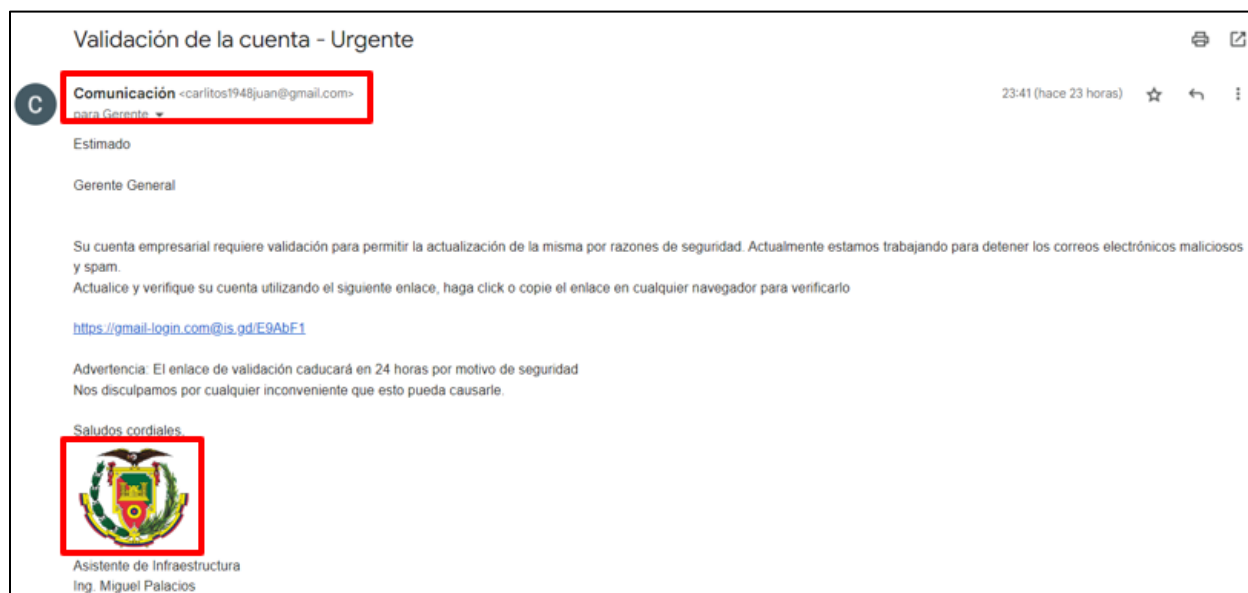 Validación de la cuenta - Urgente
C
Comunicación <carlitos1948juan@gmail.com>
23:41 (hace 23 horas)
para Gerente
Estimado
Gerente General
Su cuenta empresarial requiere validación para permitir la actualización de la misma por razones de seguridad. Actualmente estamos trabajando para detener los correos electrónicos maliciosos
y spam.
Actualice y verifique su cuenta utilizando el siguiente enlace, haga click o copie el enlace en cualquier navegador para verificarlo
https://gmail-login.com@is.gd/E9AbF1
Advertencia: El enlace de validación caducará en 24 horas por motivo de seguridad
Nos disculpamos por cualquier inconveniente que esto pueda causarle.
Saludos cordiales,
Asistente de Infraestructura
Ing. Miguel Palacios